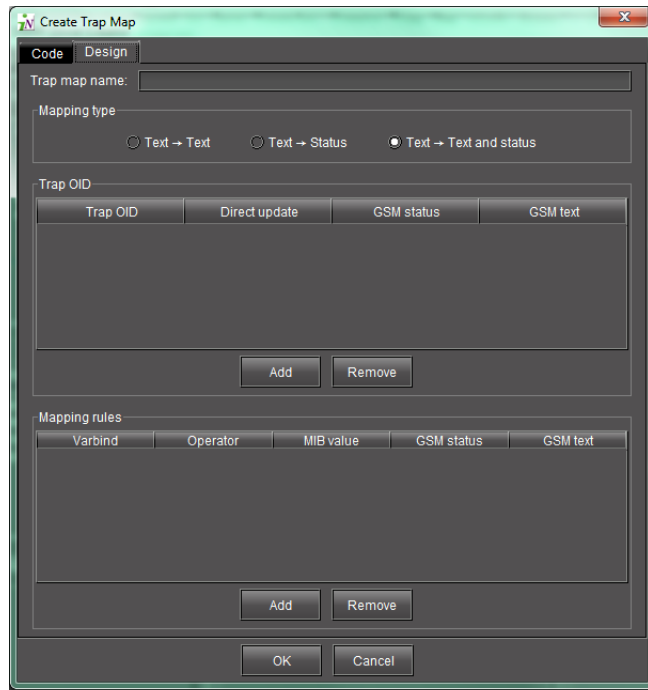 Create Trap Map
Code Design
Trap map name:
Mapping type
Text → Text Text → Status Text → Text and status
Trap OID
Trap OID Direct update GSM status GSM text
Add Remove
Mapping rules
Varbind Operator MIB value GSM status GSM text
Add Remove
OK Cancel